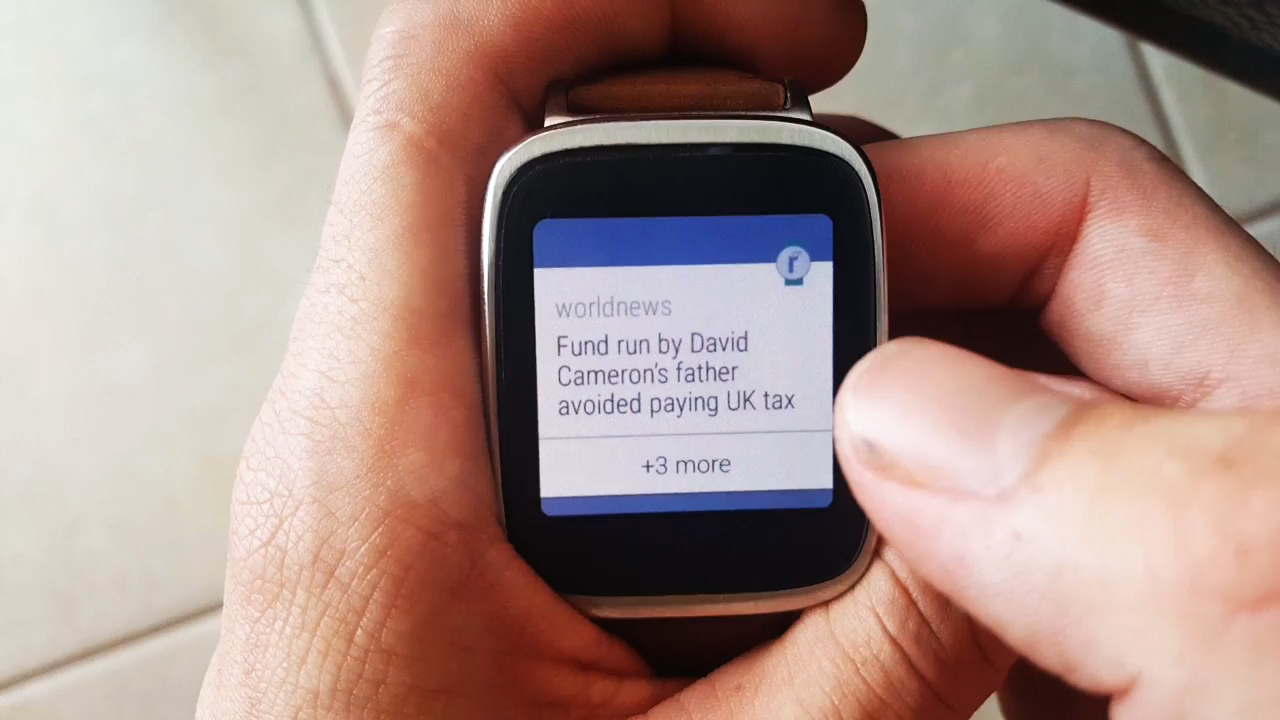 r
worldnews
Fund run by David
Cameron's father
avoided paying UK tax
+3 more